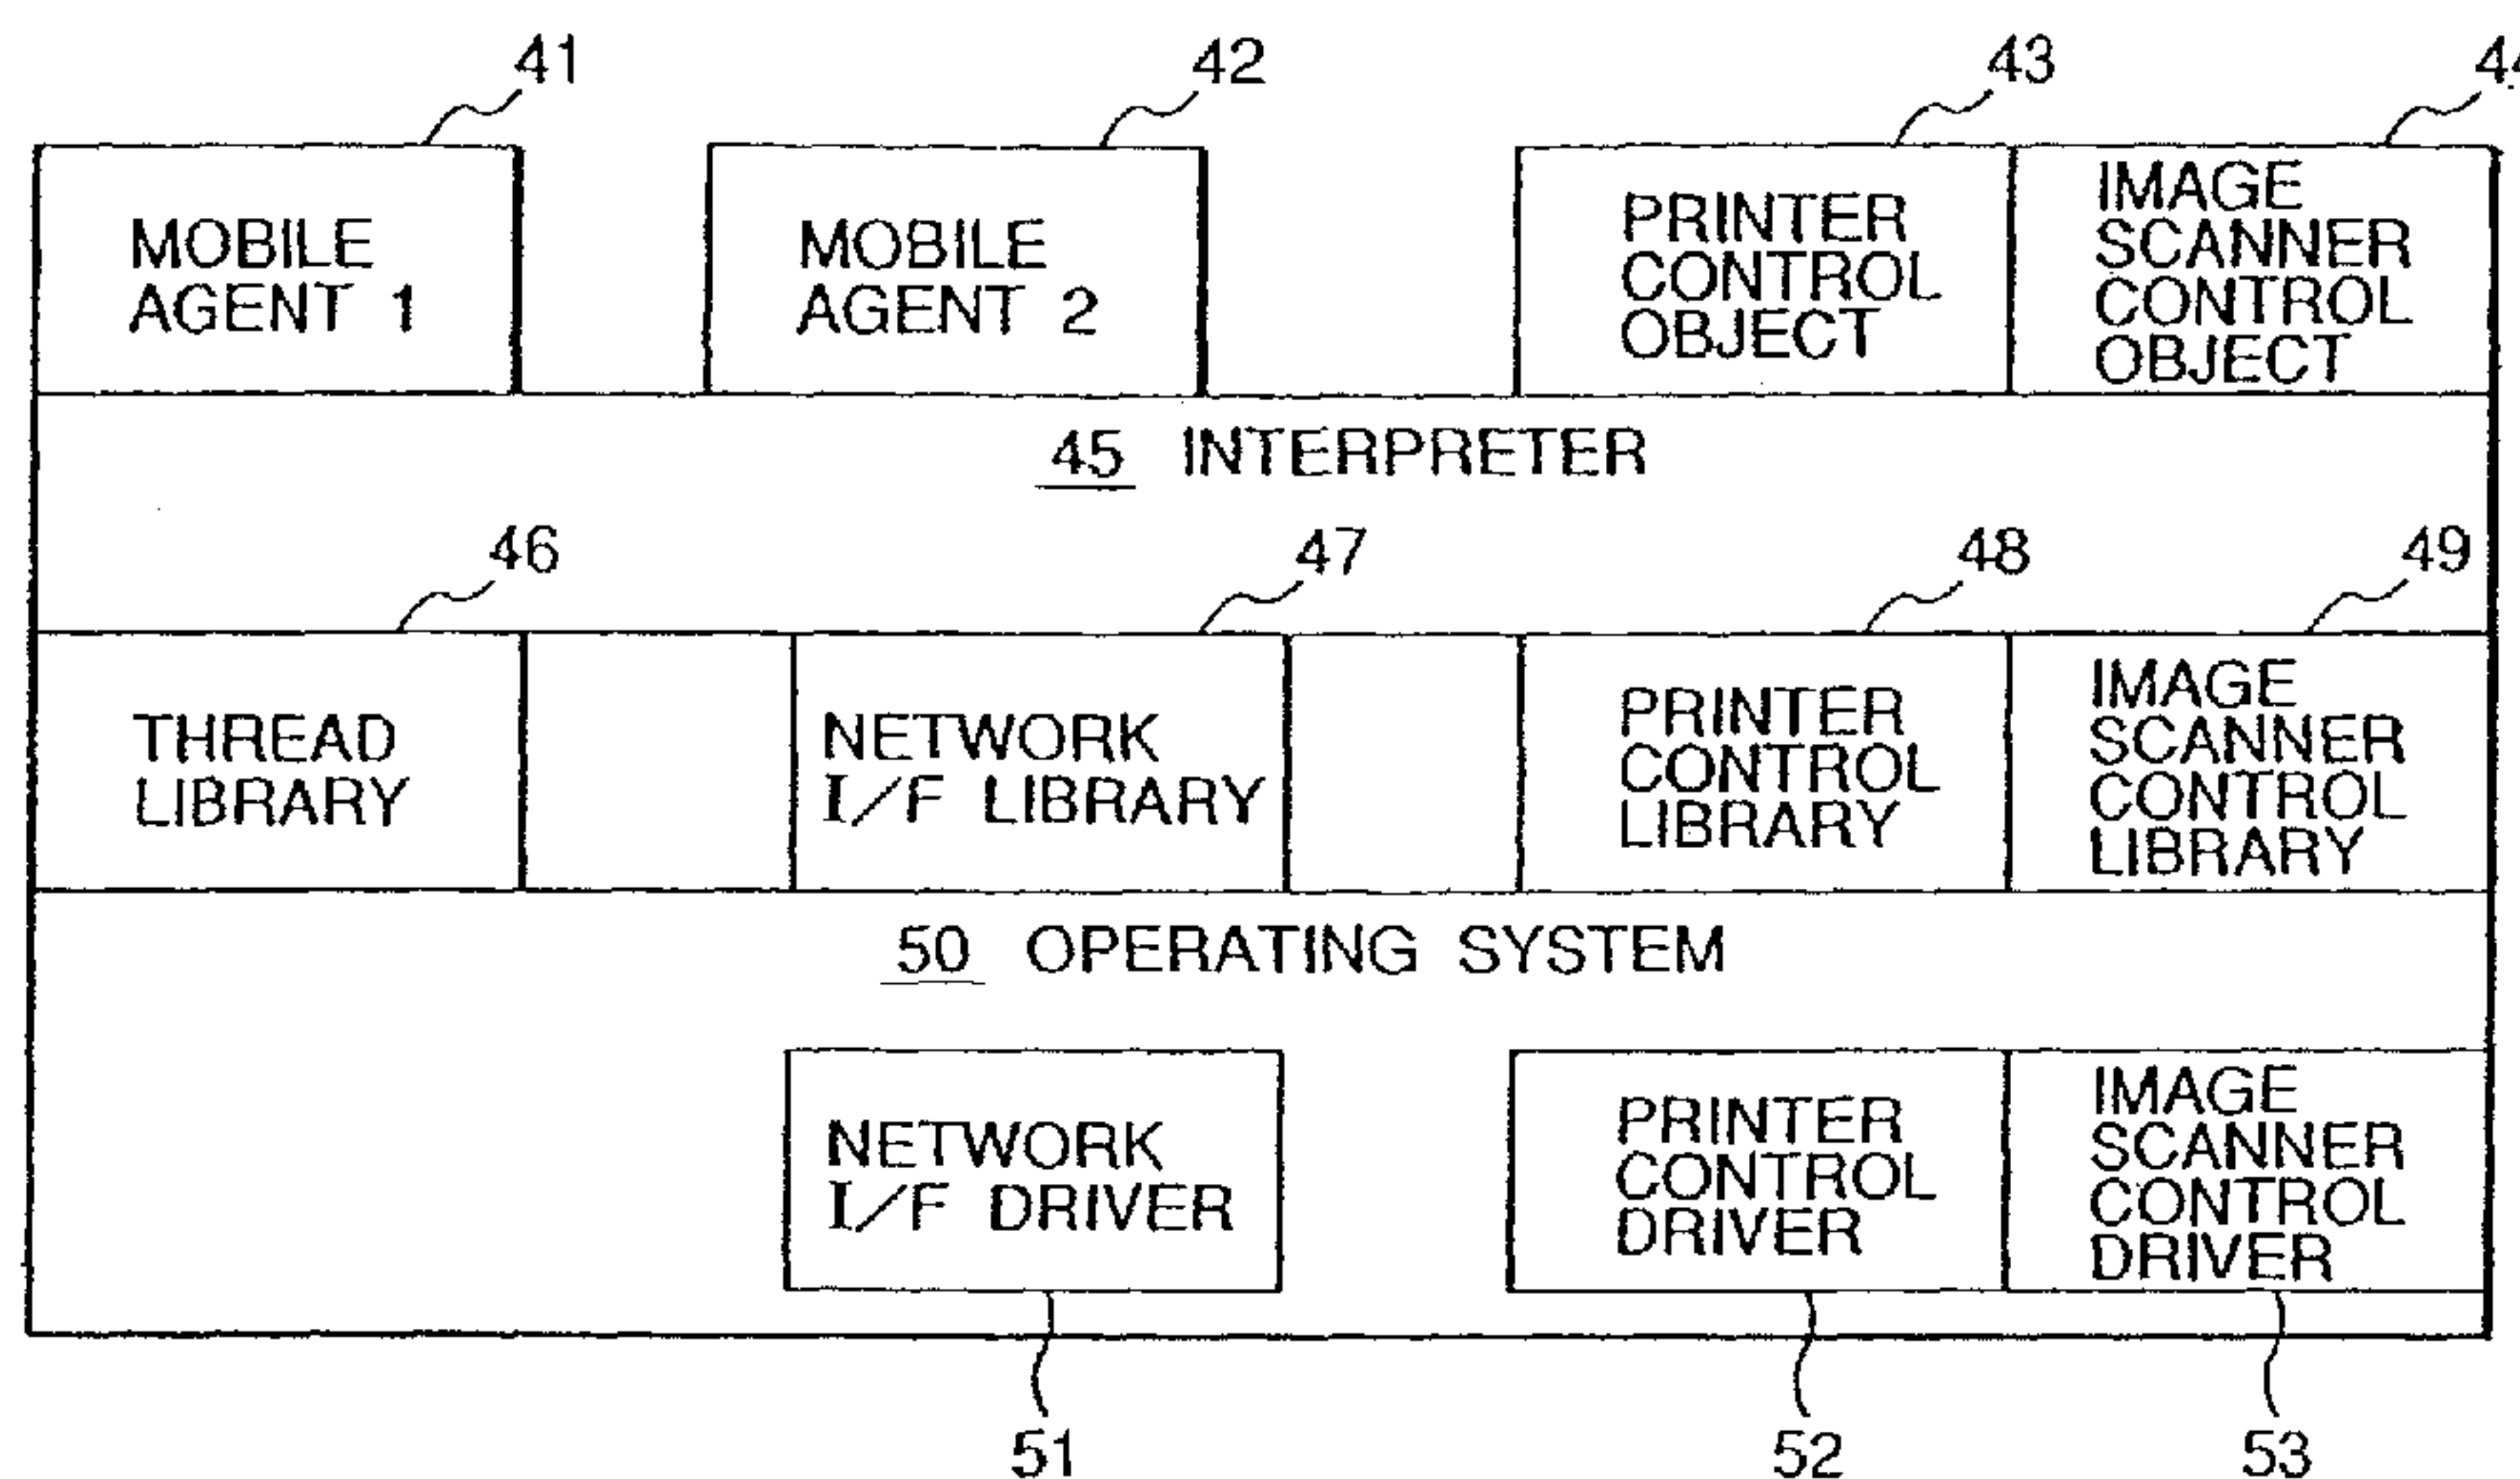 41
42
43
MOBILE
AGENT 1
MOBILE
AGENT 2
PRINTER
CONTROL
OBJECT
IMAGE
SCANNER
CONTROL
OBJECT
45 INTERPRETER
46
47
48
49
THREAD
LIBRARY
NETWORK
I/F LIBRARY
PRINTER
CONTROL
LIBRARY
IMAGE
SCANNER
CONTROL
LIBRARY
50 OPERATING SYSTEM
NETWORK
I/F DRIVER
PRINTER
CONTROL
DRIVER
IMAGE
SCANNER
CONTROL
DRIVER
51
52
53